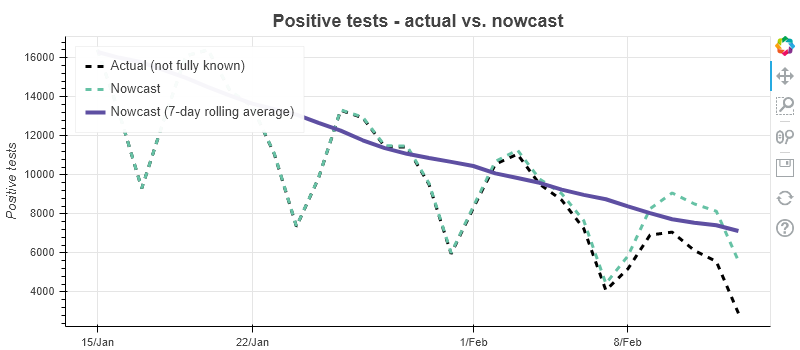 Positive tests - actual vs. nowcast
16000
14000
12000
10000
8000
6000
4000
Positive tests
Actual (not fully known)
Nowcast
Nowcast (7-day rolling average)
15/Jan
22/Jan
1/Feb
8/Feb